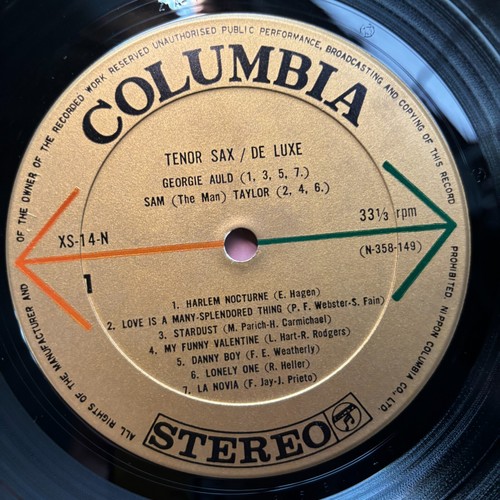 ALL RIGHTS OF THE MANUFACTURER AND OF THE OWNER OF THE RECORDED WORK RESERVED UNAUTHORISED PUBLIC PERFORMANCE, BROADCASTING AND COPYING OF THIS RECORD PROHIBITED. NIPPON COLUMBIA CO., LTD.
COLUMBIA
TENOR SAX / DE LUXE
GEORGIE AULD (1, 3, 5, 7.)
SAM (The Man) TAYLOR (2, 4, 6.)
XS-14-N
33 1/3 rpm
(N-358-149)
1
1. HARLEM NOCTURNE (E. Hagen)
2. LOVE IS A MANY-SPLENDORED THING (P. F. Webster-S. Fain)
3. STARDUST (M. Parich-H. Carmichael)
4. MY FUNNY VALENTINE (L. Hart-R. Rodgers)
5. DANNY BOY (F. E. Weatherly)
6. LONELY ONE (R. Heller)
7. LA NOVIA (F. Jay-J. Prieto)
STEREO